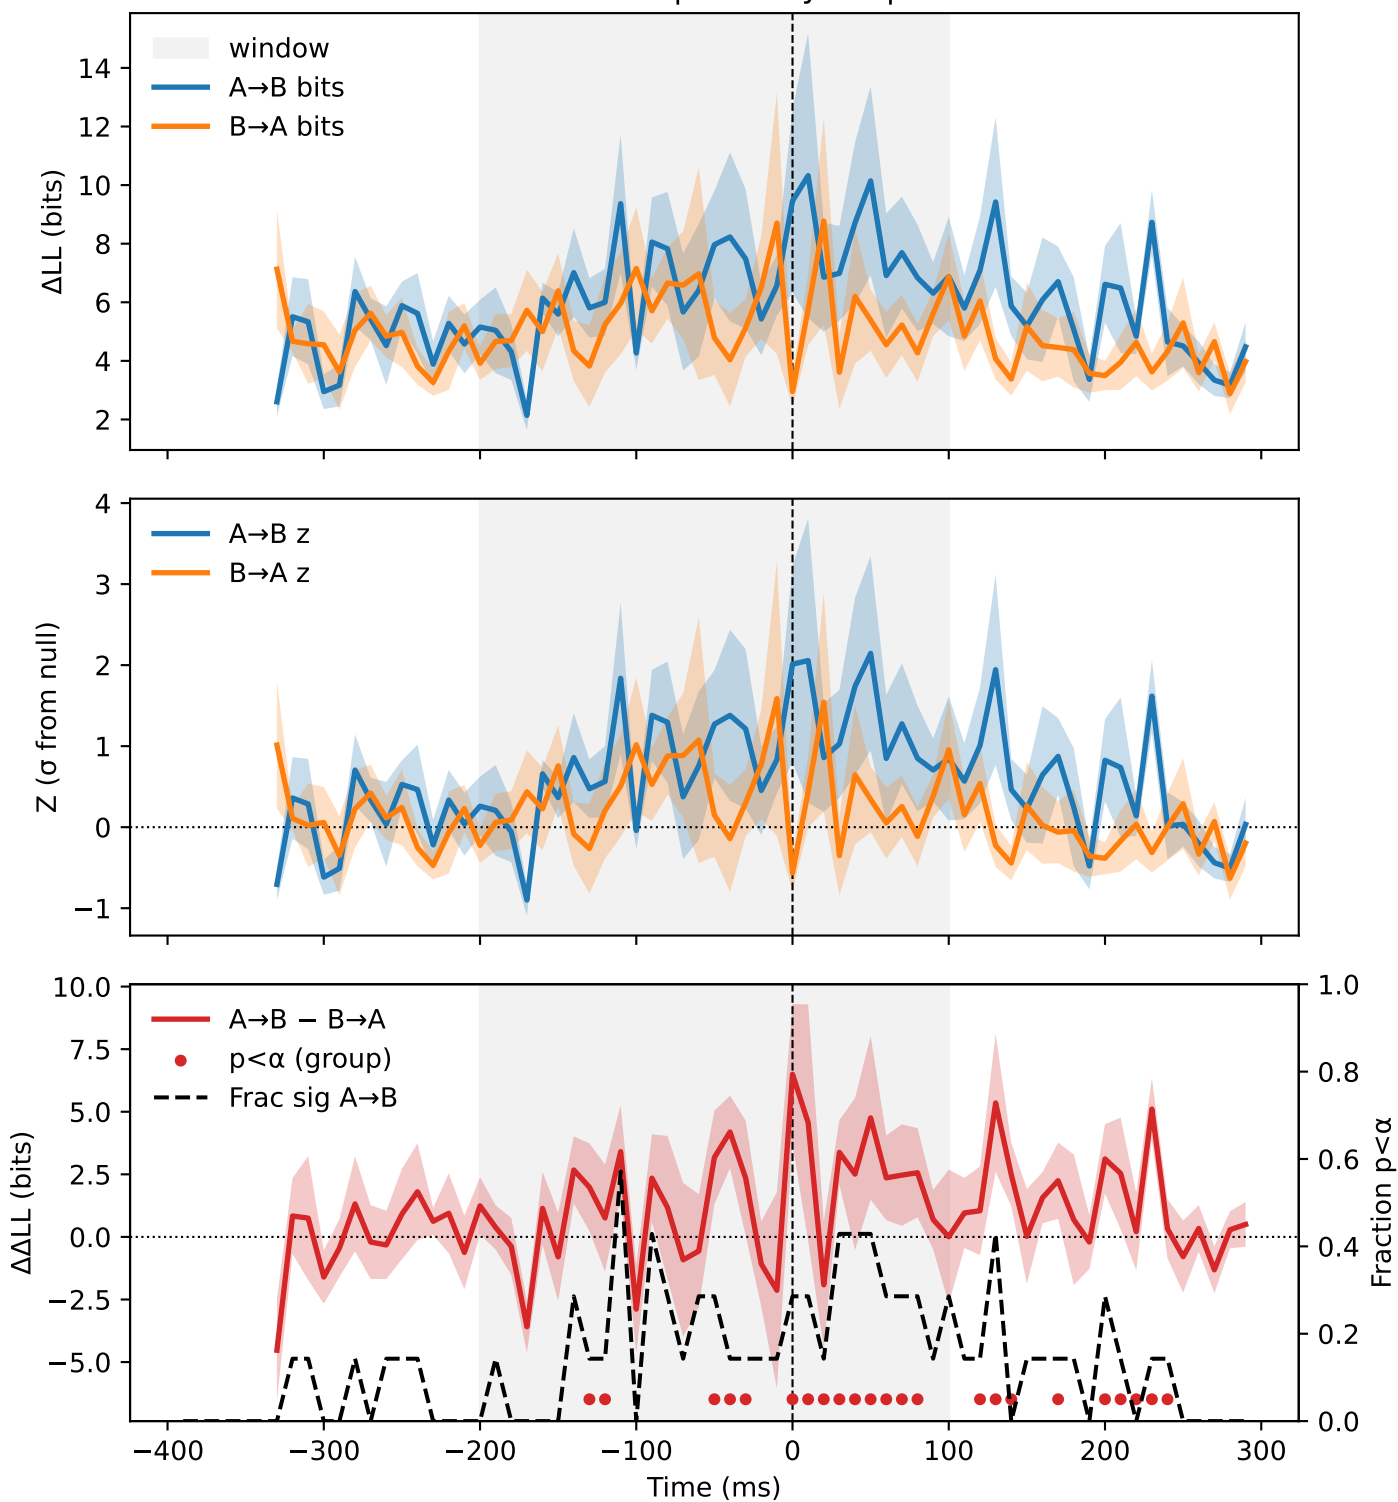 window
A→B bits
B→A bits
ΔLL (bits)
14
12
10
8
6
4
2
A→B z
B→A z
Z (σ from null)
4
3
2
1
0
−1
A→B − B→A
p<α (group)
Frac sig A→B
ΔΔLL (bits)
10.0
7.5
5.0
2.5
0.0
−2.5
−5.0
1.0
0.8
0.6
0.4
0.2
0.0
Fraction p<α
−400 −300 −200 −100 0 100 200 300
Time (ms)